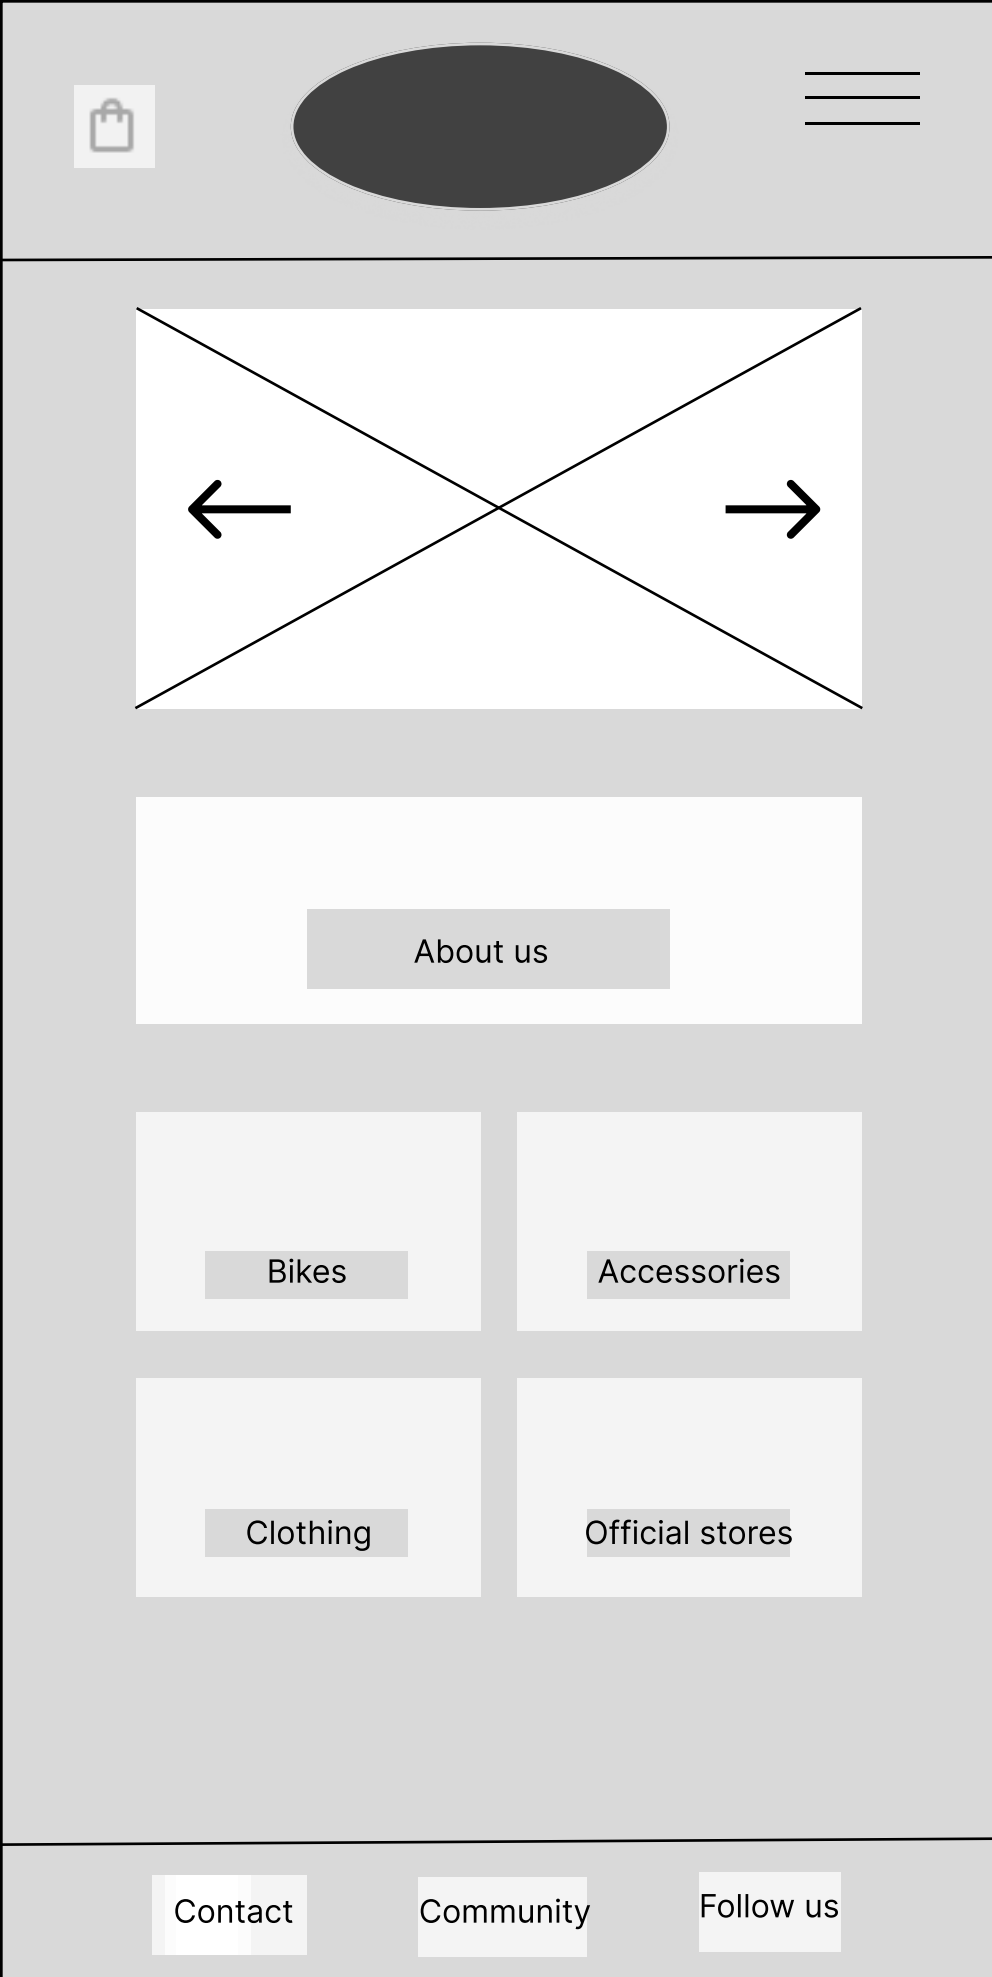 About us
Bikes
Accessories
Clothing
Official stores
Contact
Community
Follow us